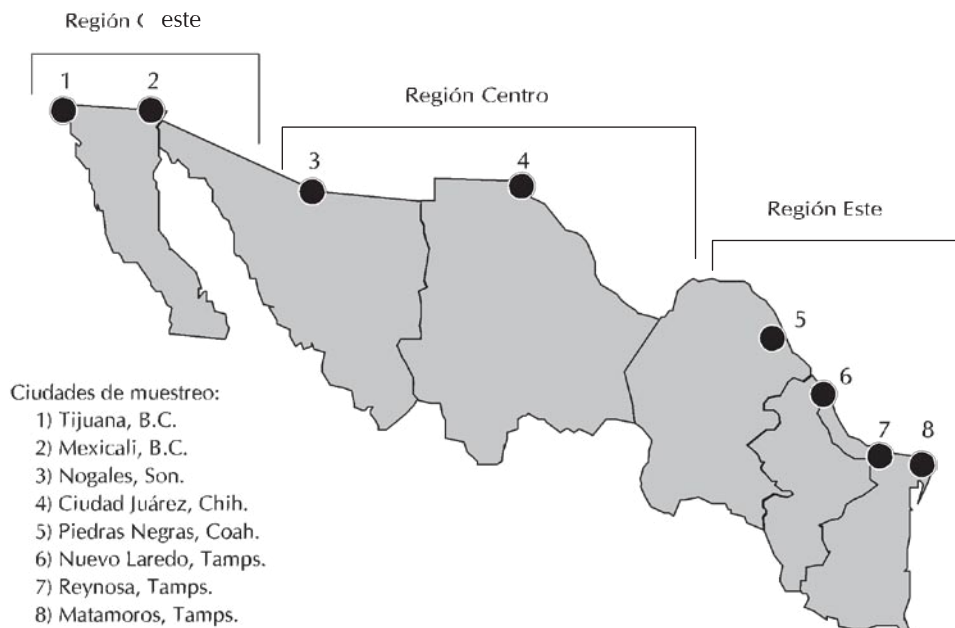 Región este
1
2
Región Centro
3
4
Región Este
5
6
7
8
Ciudades de muestreo:
1) Tijuana, B.C.
2) Mexicali, B.C.
3) Nogales, Son.
4) Ciudad Juárez, Chih.
5) Piedras Negras, Coah.
6) Nuevo Laredo, Tamps.
7) Reynosa, Tamps.
8) Matamoros, Tamps.